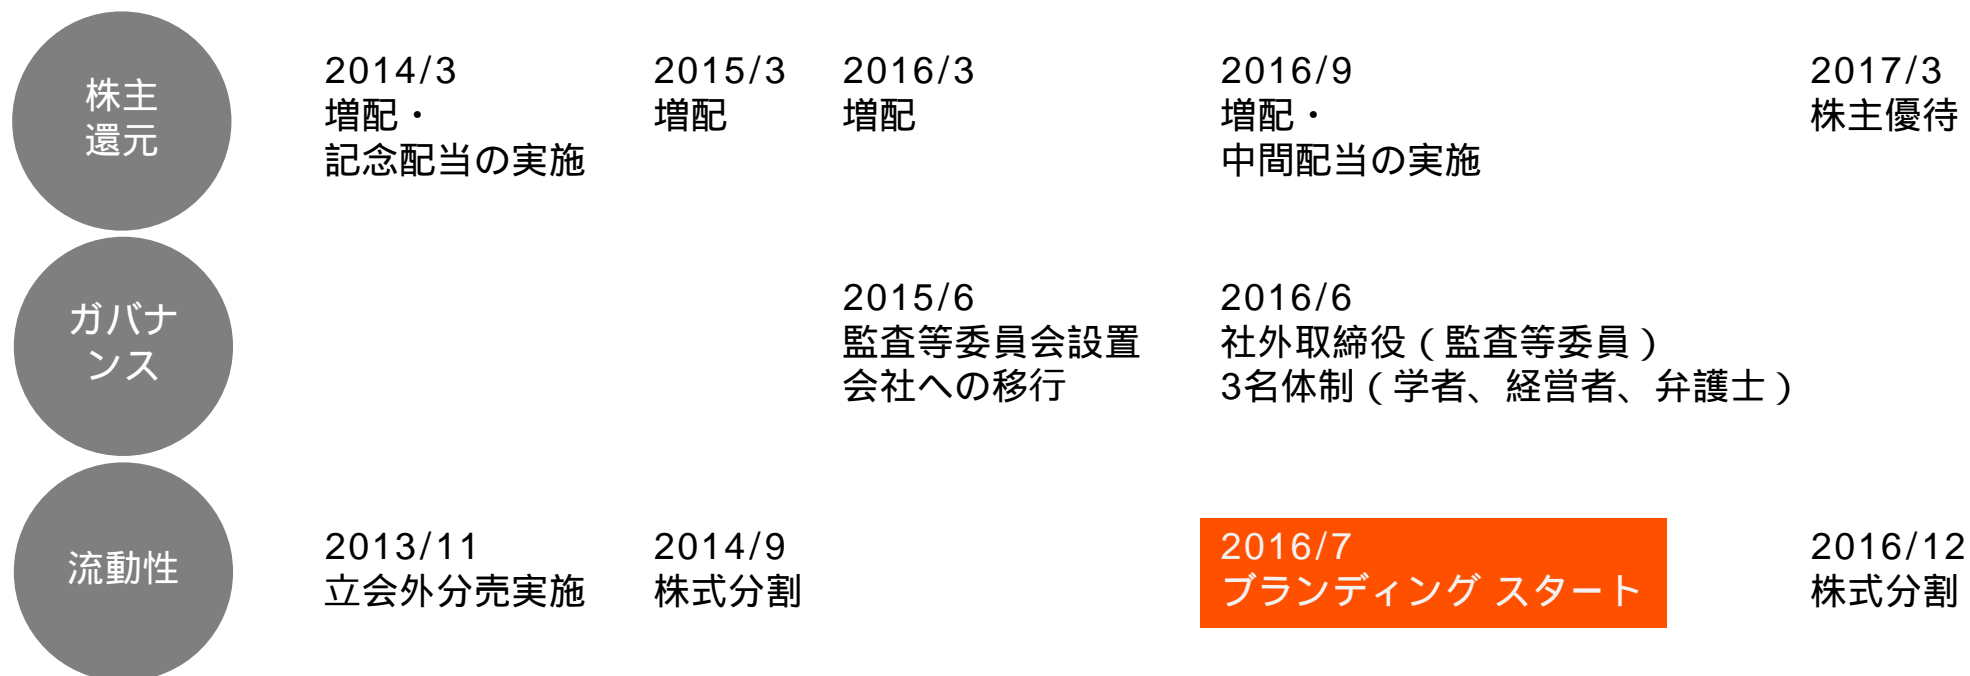 株主
還元
2014/3
増配・
記念配当の実施
2015/3
増配
2016/3
増配
2016/9
増配・
中間配当の実施
2017/3
株主優待
ガバナ
ンス
2015/6
監査等委員会設置
会社への移行
2016/6
社外取締役（監査等委員）
3名体制（学者、経営者、弁護士）
流動性
2013/11
立会外分売実施
2014/9
株式分割
2016/7
ブランディング スタート
2016/12
株式分割